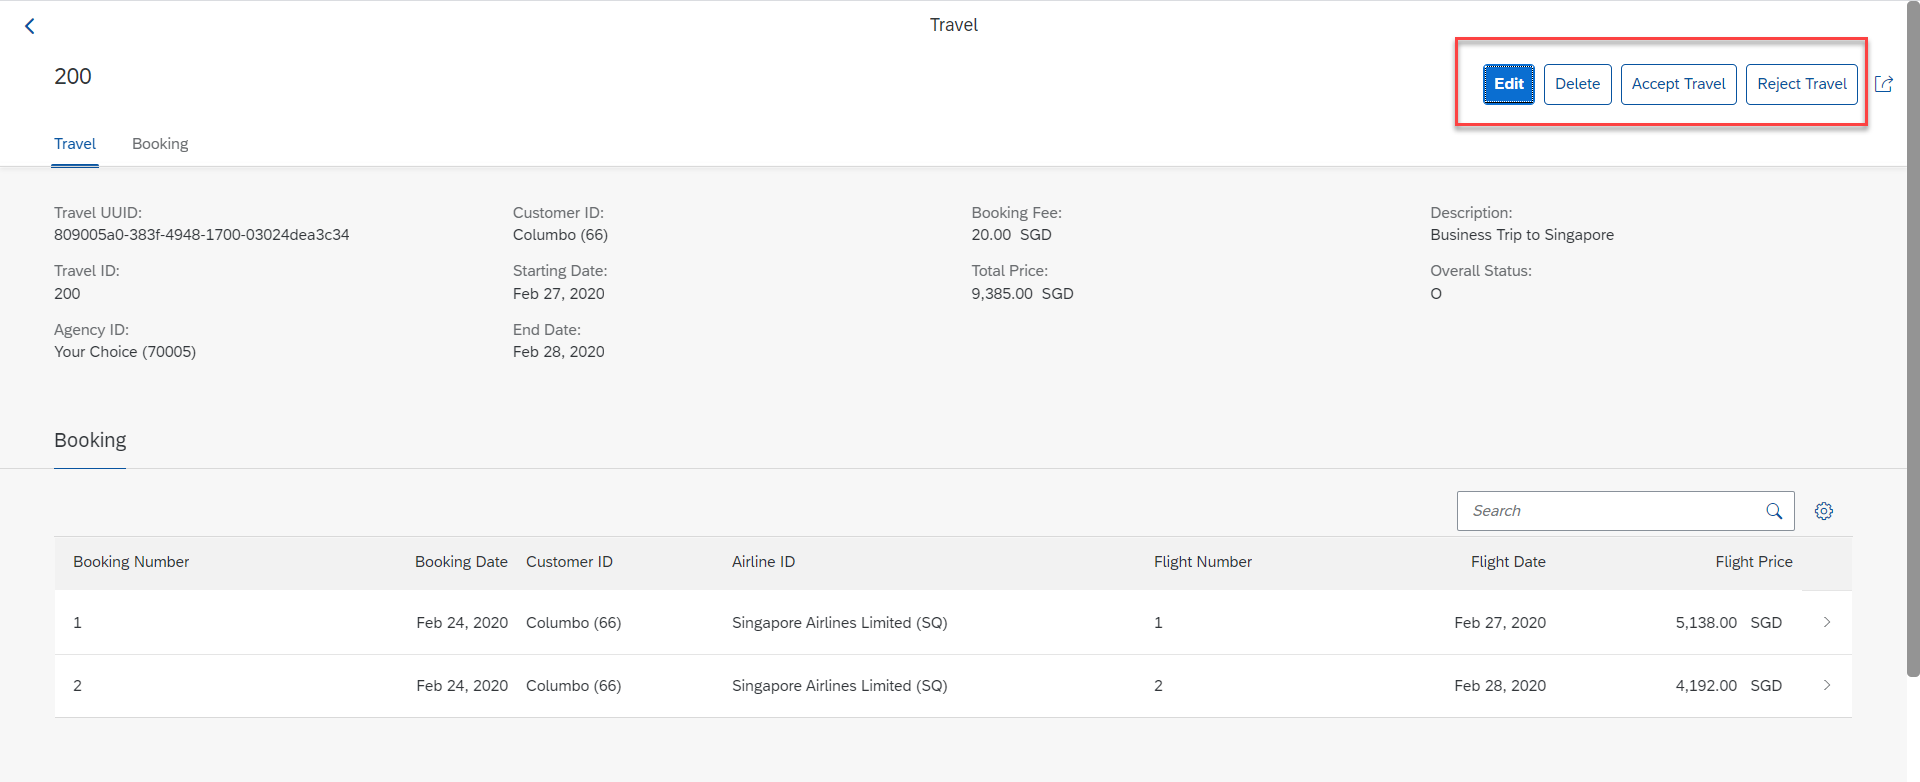 Travel
200
Edit Delete Accept Travel Reject Travel
Travel Booking
Travel UUID: Customer ID: Booking Fee: Description:
809005a0-383f-4948-1700-03024dea3c34 Columbo (66) 20.00 SGD Business Trip to Singapore
Travel ID: Starting Date: Total Price: Overall Status:
200 Feb 27, 2020 9,385.00 SGD O
Agency ID: End Date:
Your Choice (70005) Feb 28, 2020
Booking
Search
Booking Number Booking Date Customer ID Airline ID Flight Number Flight Date Flight Price
1 Feb 24, 2020 Columbo (66) Singapore Airlines Limited (SQ) 1 Feb 27, 2020 5,138.00 SGD
2 Feb 24, 2020 Columbo (66) Singapore Airlines Limited (SQ) 2 Feb 28, 2020 4,192.00 SGD